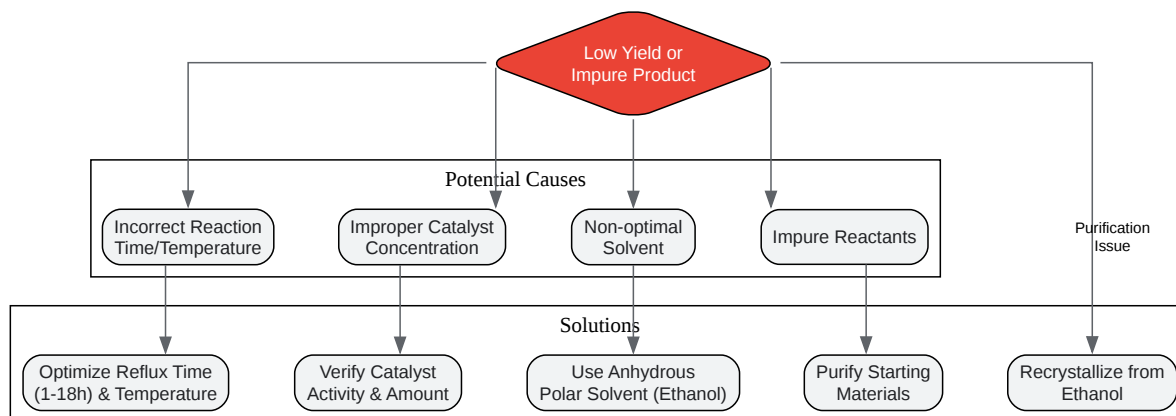 Low Yield or
Impure Product
Potential Causes
Incorrect Reaction
Time/Temperature
Improper Catalyst
Concentration
Non-optimal
Solvent
Impure Reactants
Purification
Issue
Solutions
Optimize Reflux Time
(1-18h) & Temperature
Verify Catalyst
Activity & Amount
Use Anhydrous
Polar Solvent (Ethanol)
Purify Starting
Materials
Recrystallize from
Ethanol